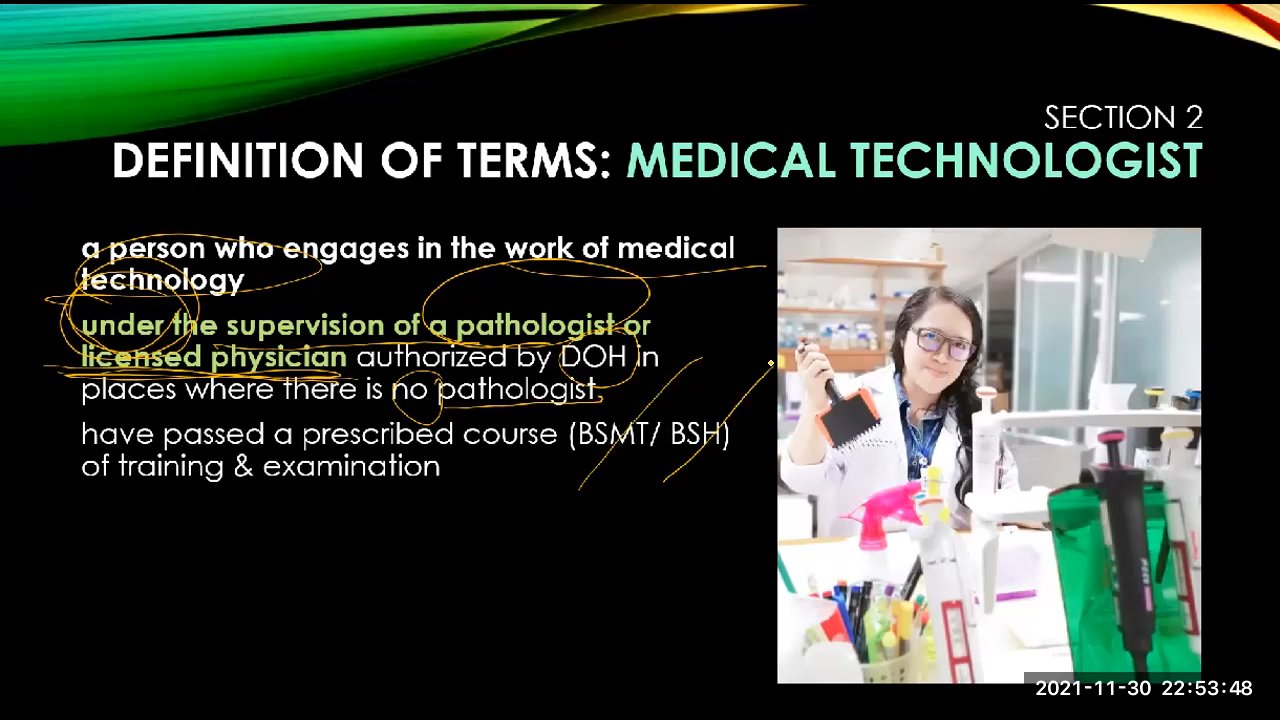 SECTION 2
DEFINITION OF TERMS: MEDICAL TECHNOLOGIST
a person who engages in the work of medical
technology
under the supervision of a pathologist or
licensed physician authorized by DOH in
places where there is no pathologist
have passed a prescribed course (BSMT/ BSH)
of training & examination
2021-11-30 22:53:48